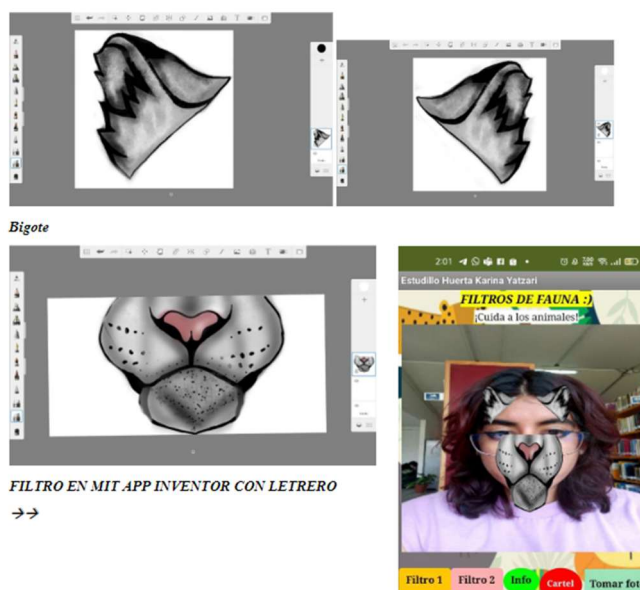 Bigote
FILTRO EN MIT APP INVENTOR CON LETRERO
→→
2:01
Estudillo Huerta Karina Yatzari
FILTROS DE FAUNA :)
¡Cuida a los animales!
Filtro 1
Filtro 2
Info
Cartel
Tomar fot